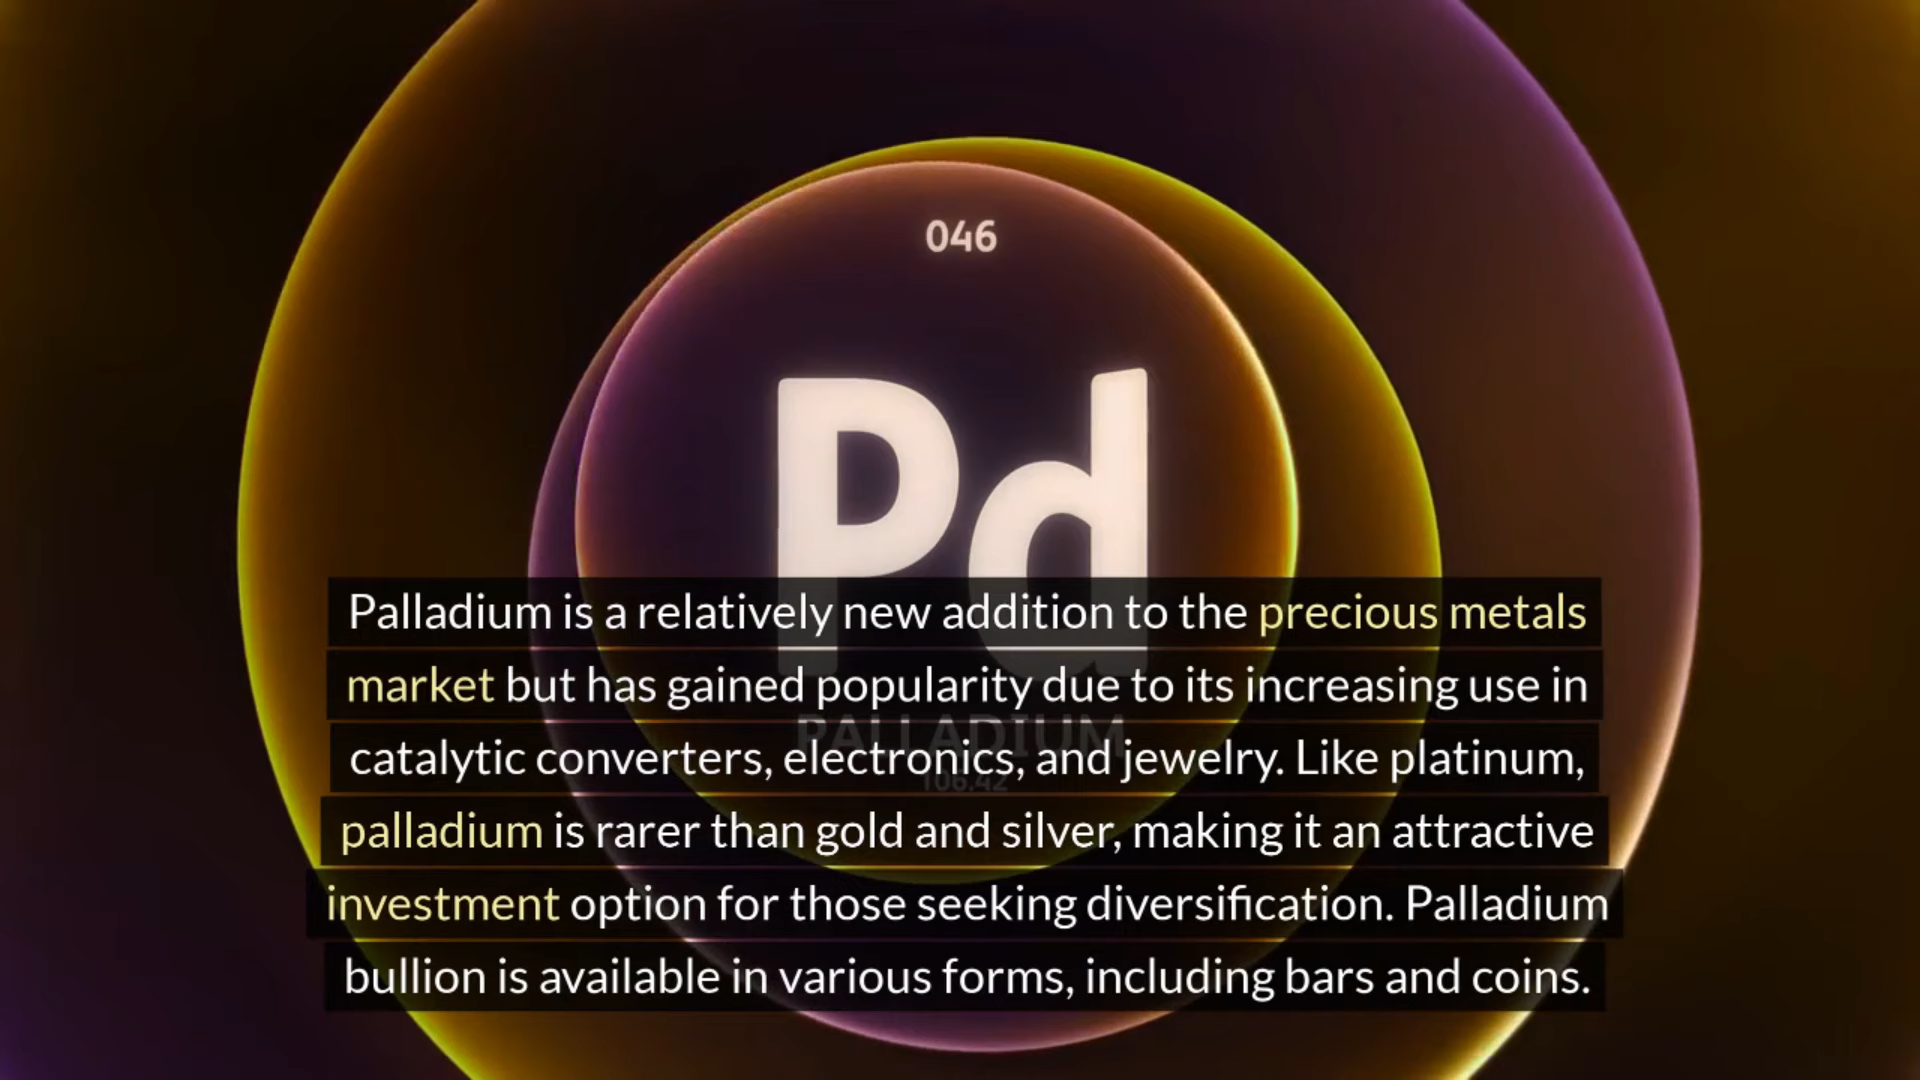 046
Pd
Palladium is a relatively new addition to the precious metals
market but has gained popularity due to its increasing use in
PALLADIUM
catalytic converters, electronics, and jewelry. Like platinum,
106.42
palladium is rarer than gold and silver, making it an attractive
investment option for those seeking diversification. Palladium
bullion is available in various forms, including bars and coins.